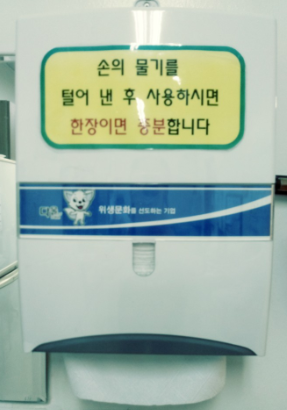 손의 물기를
털어 낸 후 사용하시면
한장이면 충분합니다
위생문화를 선도하는 기업